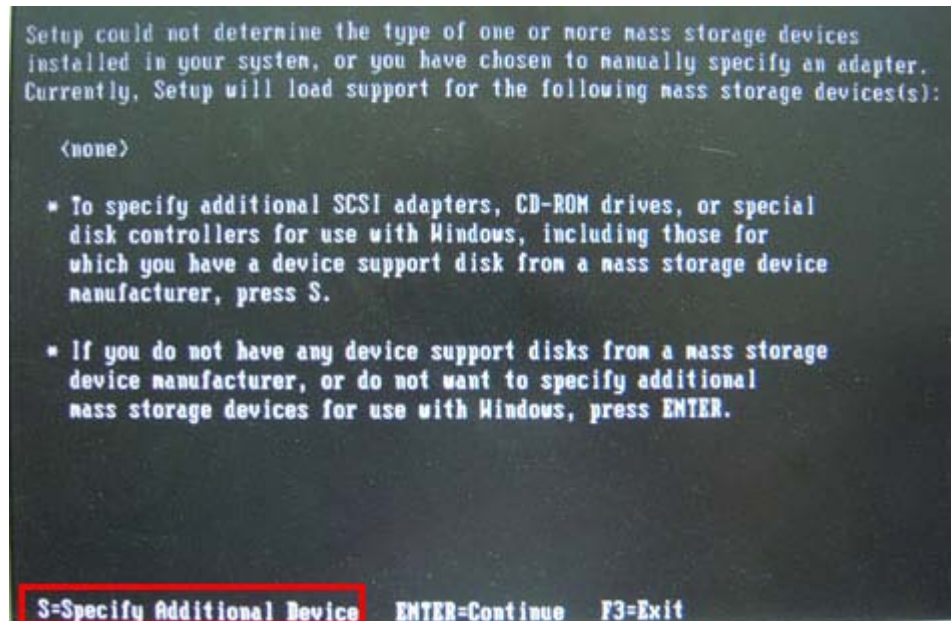 Setup could not determine the type of one or more mass storage devices
installed in your system, or you have chosen to manually specify an adapter.
Currently, Setup will load support for the following mass storage devices(s):
<none>
* To specify additional SCSI adapters, CD-ROM drives, or special
disk controllers for use with Windows, including those for
which you have a device support disk from a mass storage device
manufacturer, press S.
* If you do not have any device support disks from a mass storage
device manufacturer, or do not want to specify additional
mass storage devices for use with Windows, press ENTER.
S=Specify Additional Device ENTER=Continue F3=Exit